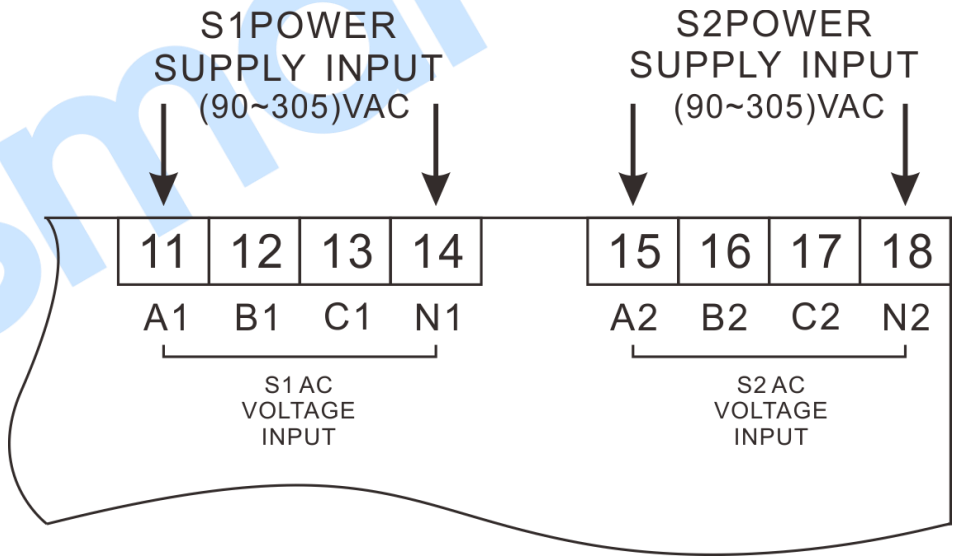 S1POWER
SUPPLY INPUT
(90~305)VAC
S2POWER
SUPPLY INPUT
(90~305)VAC
11 12 13 14
15 16 17 18
A1 B1 C1 N1
A2 B2 C2 N2
S1 AC
VOLTAGE
INPUT
S2 AC
VOLTAGE
INPUT